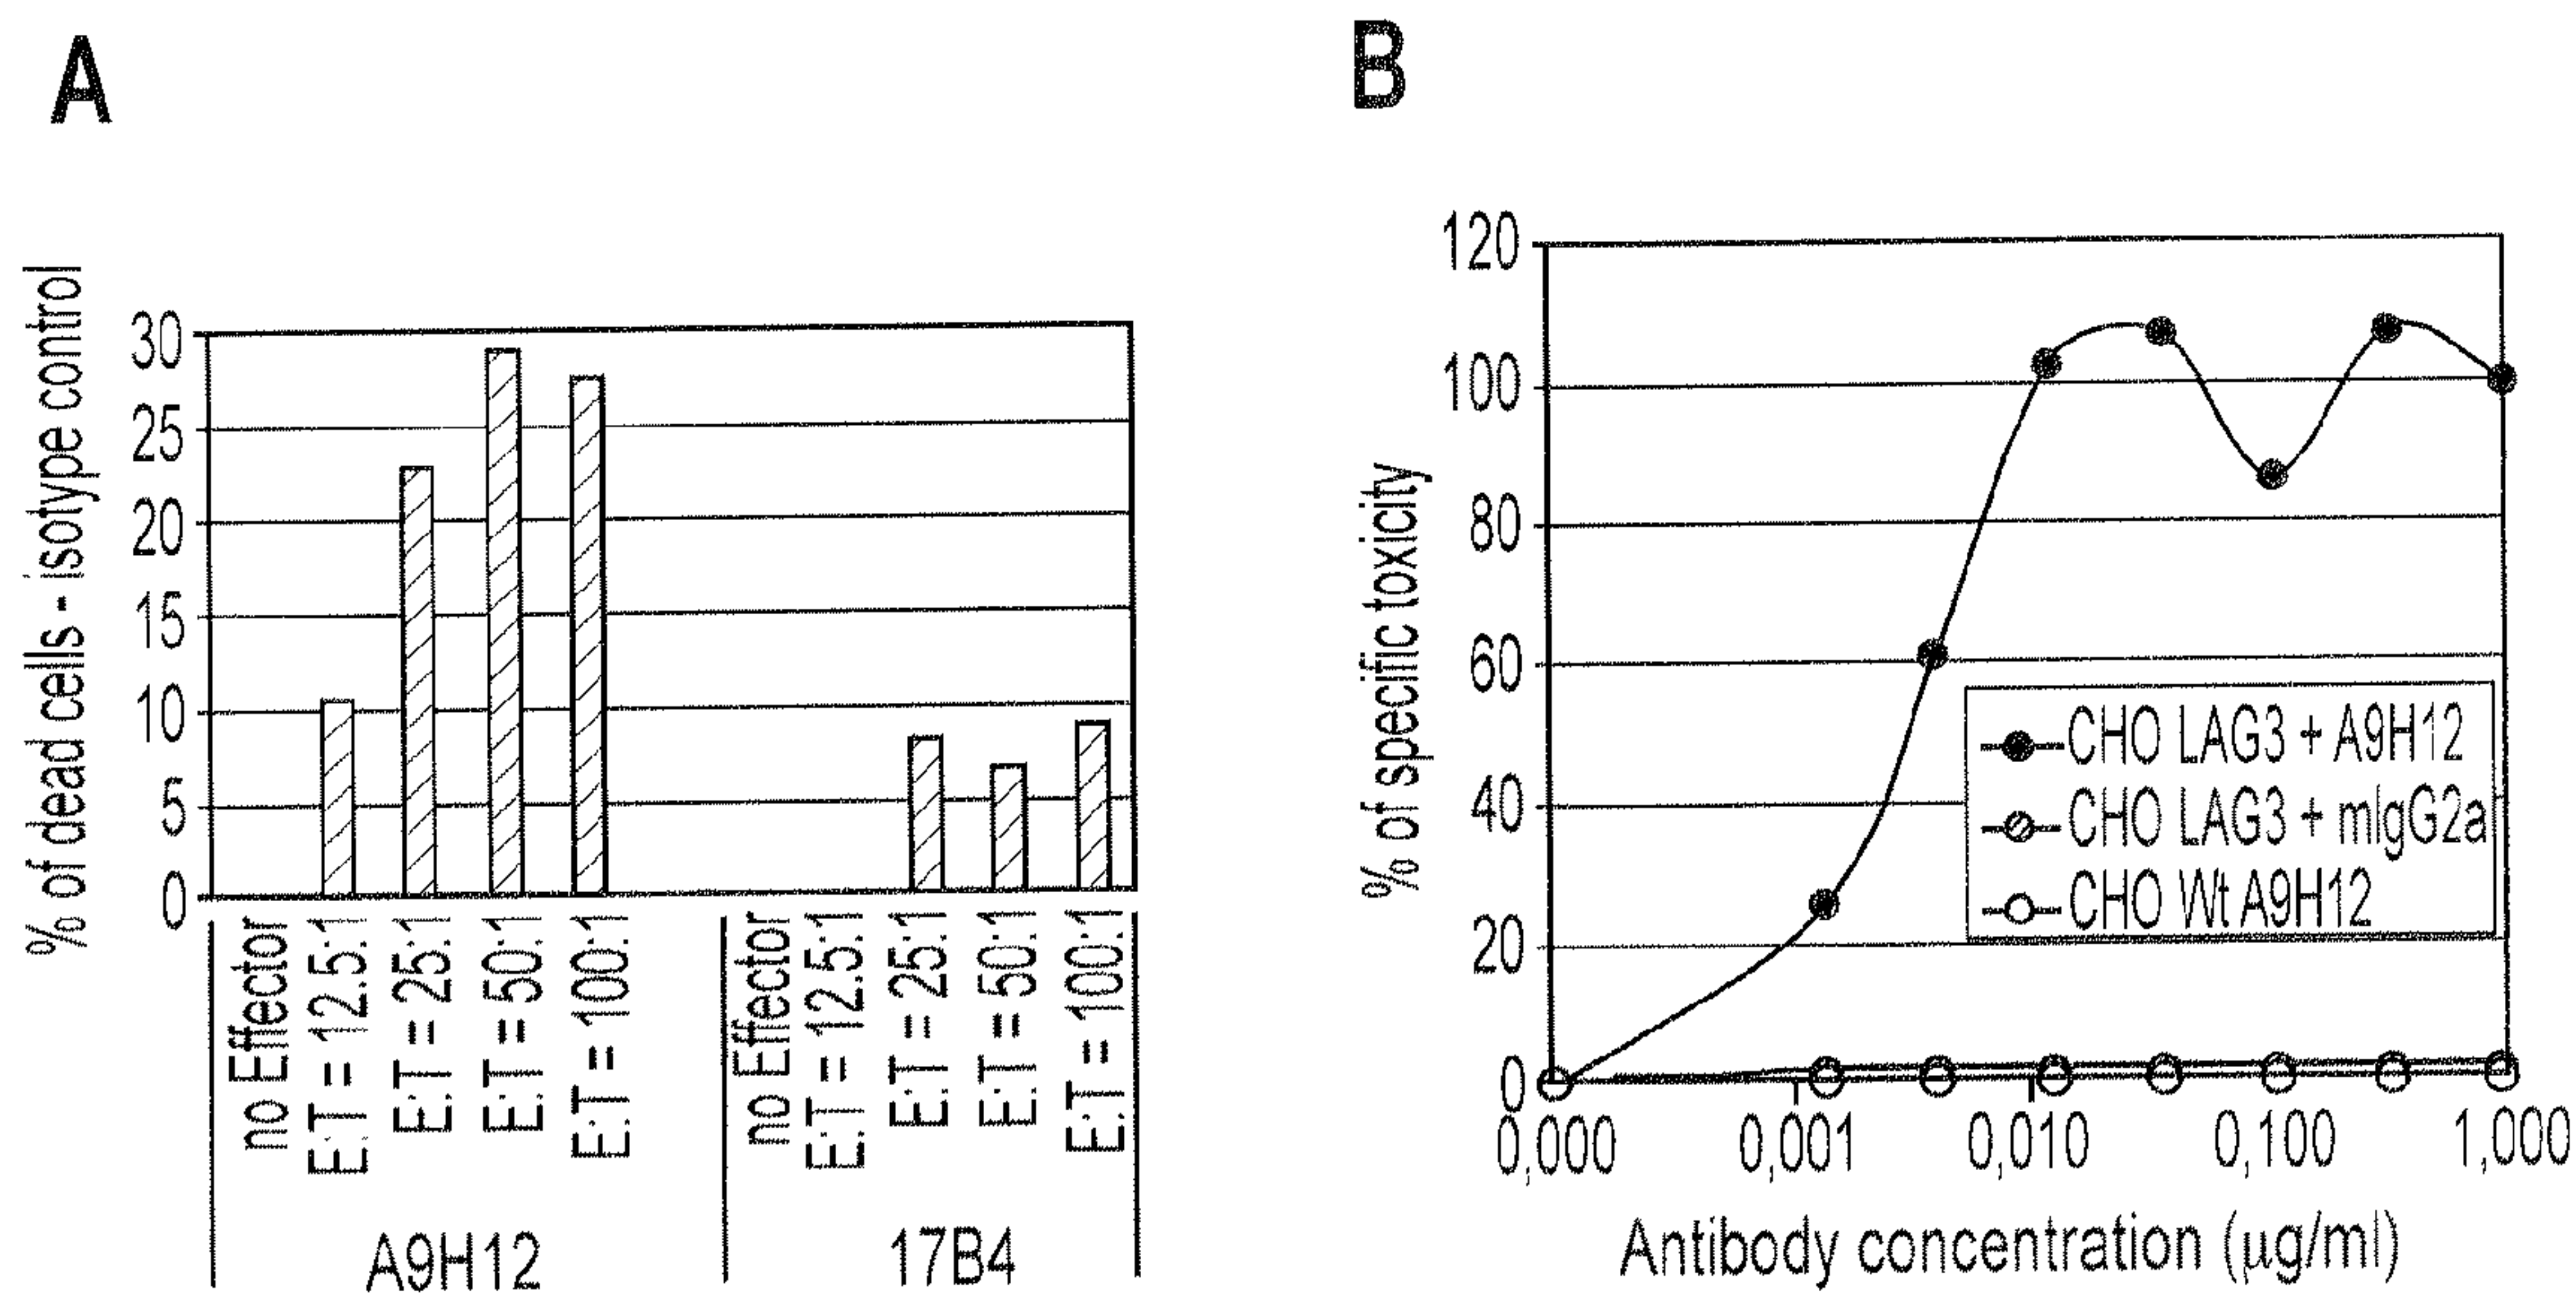 A
% of dead cells - isotype control
30
25
20
15
10
5
0
no Effector
E:T = 12.5:1
E:T = 25:1
E:T = 50:1
E:T = 100:1
no Effector
E:T = 12.5:1
E:T = 25:1
E:T = 50:1
E:T = 100:1
A9H12
17B4
B
% of specific toxicity
120
100
80
60
40
20
0
CHO LAG3 + A9H12
CHO LAG3 + mIgG2a
CHO Wt A9H12
0,000
0,001
0,010
0,100
1,000
Antibody concentration (µg/ml)